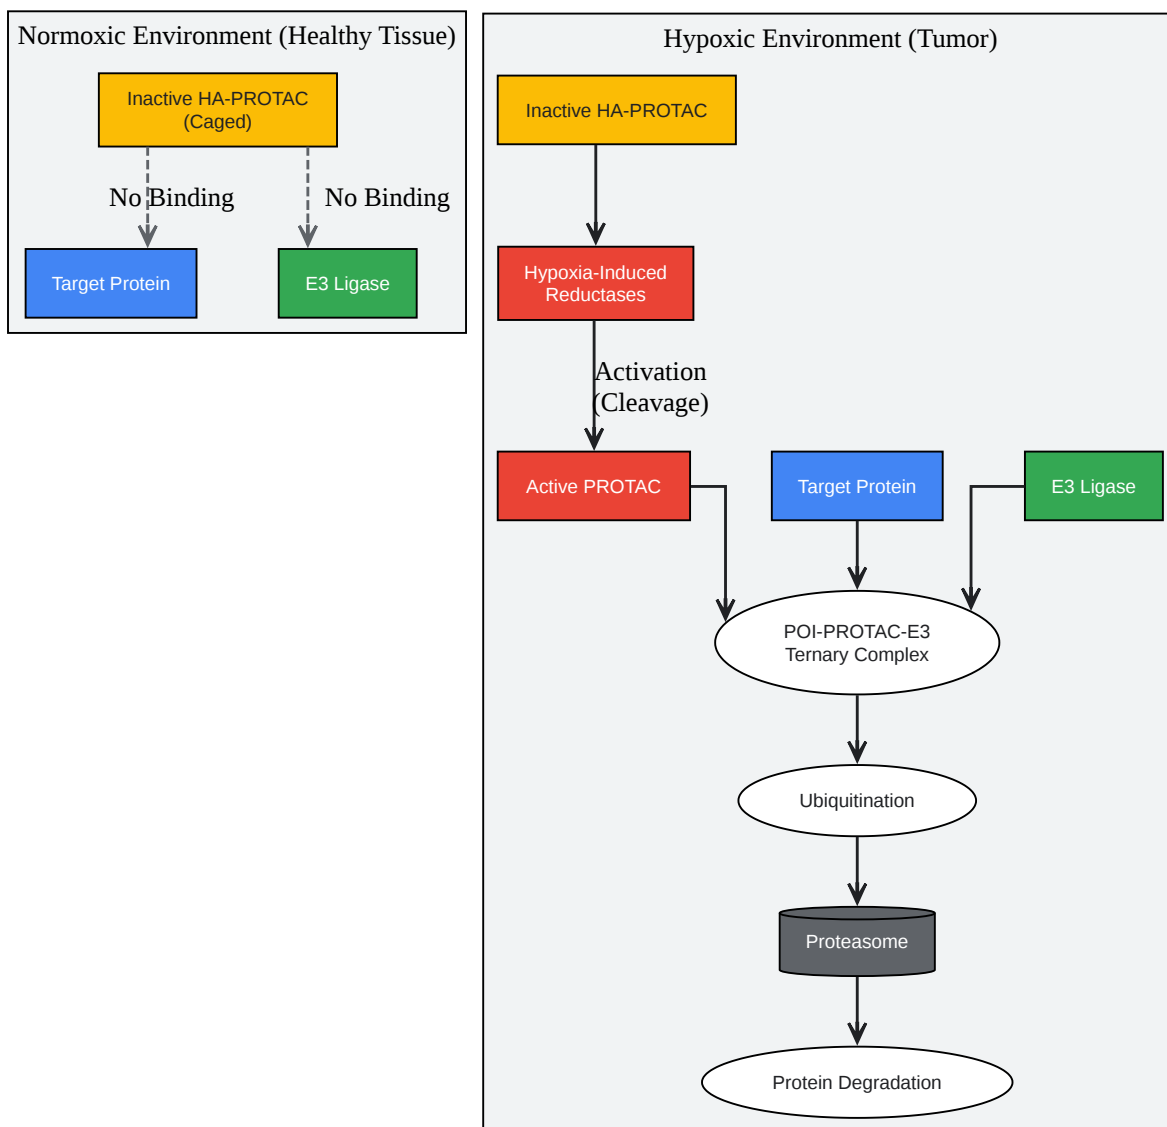 Normoxic Environment (Healthy Tissue)
Inactive HA-PROTAC
(Caged)
No Binding
No Binding
Target Protein
E3 Ligase
Hypoxic Environment (Tumor)
Inactive HA-PROTAC
Hypoxia-Induced
Reductases
Activation
(Cleavage)
Active PROTAC
Target Protein
E3 Ligase
POI-PROTAC-E3
Ternary Complex
Ubiquitination
Proteasome
Protein Degradation